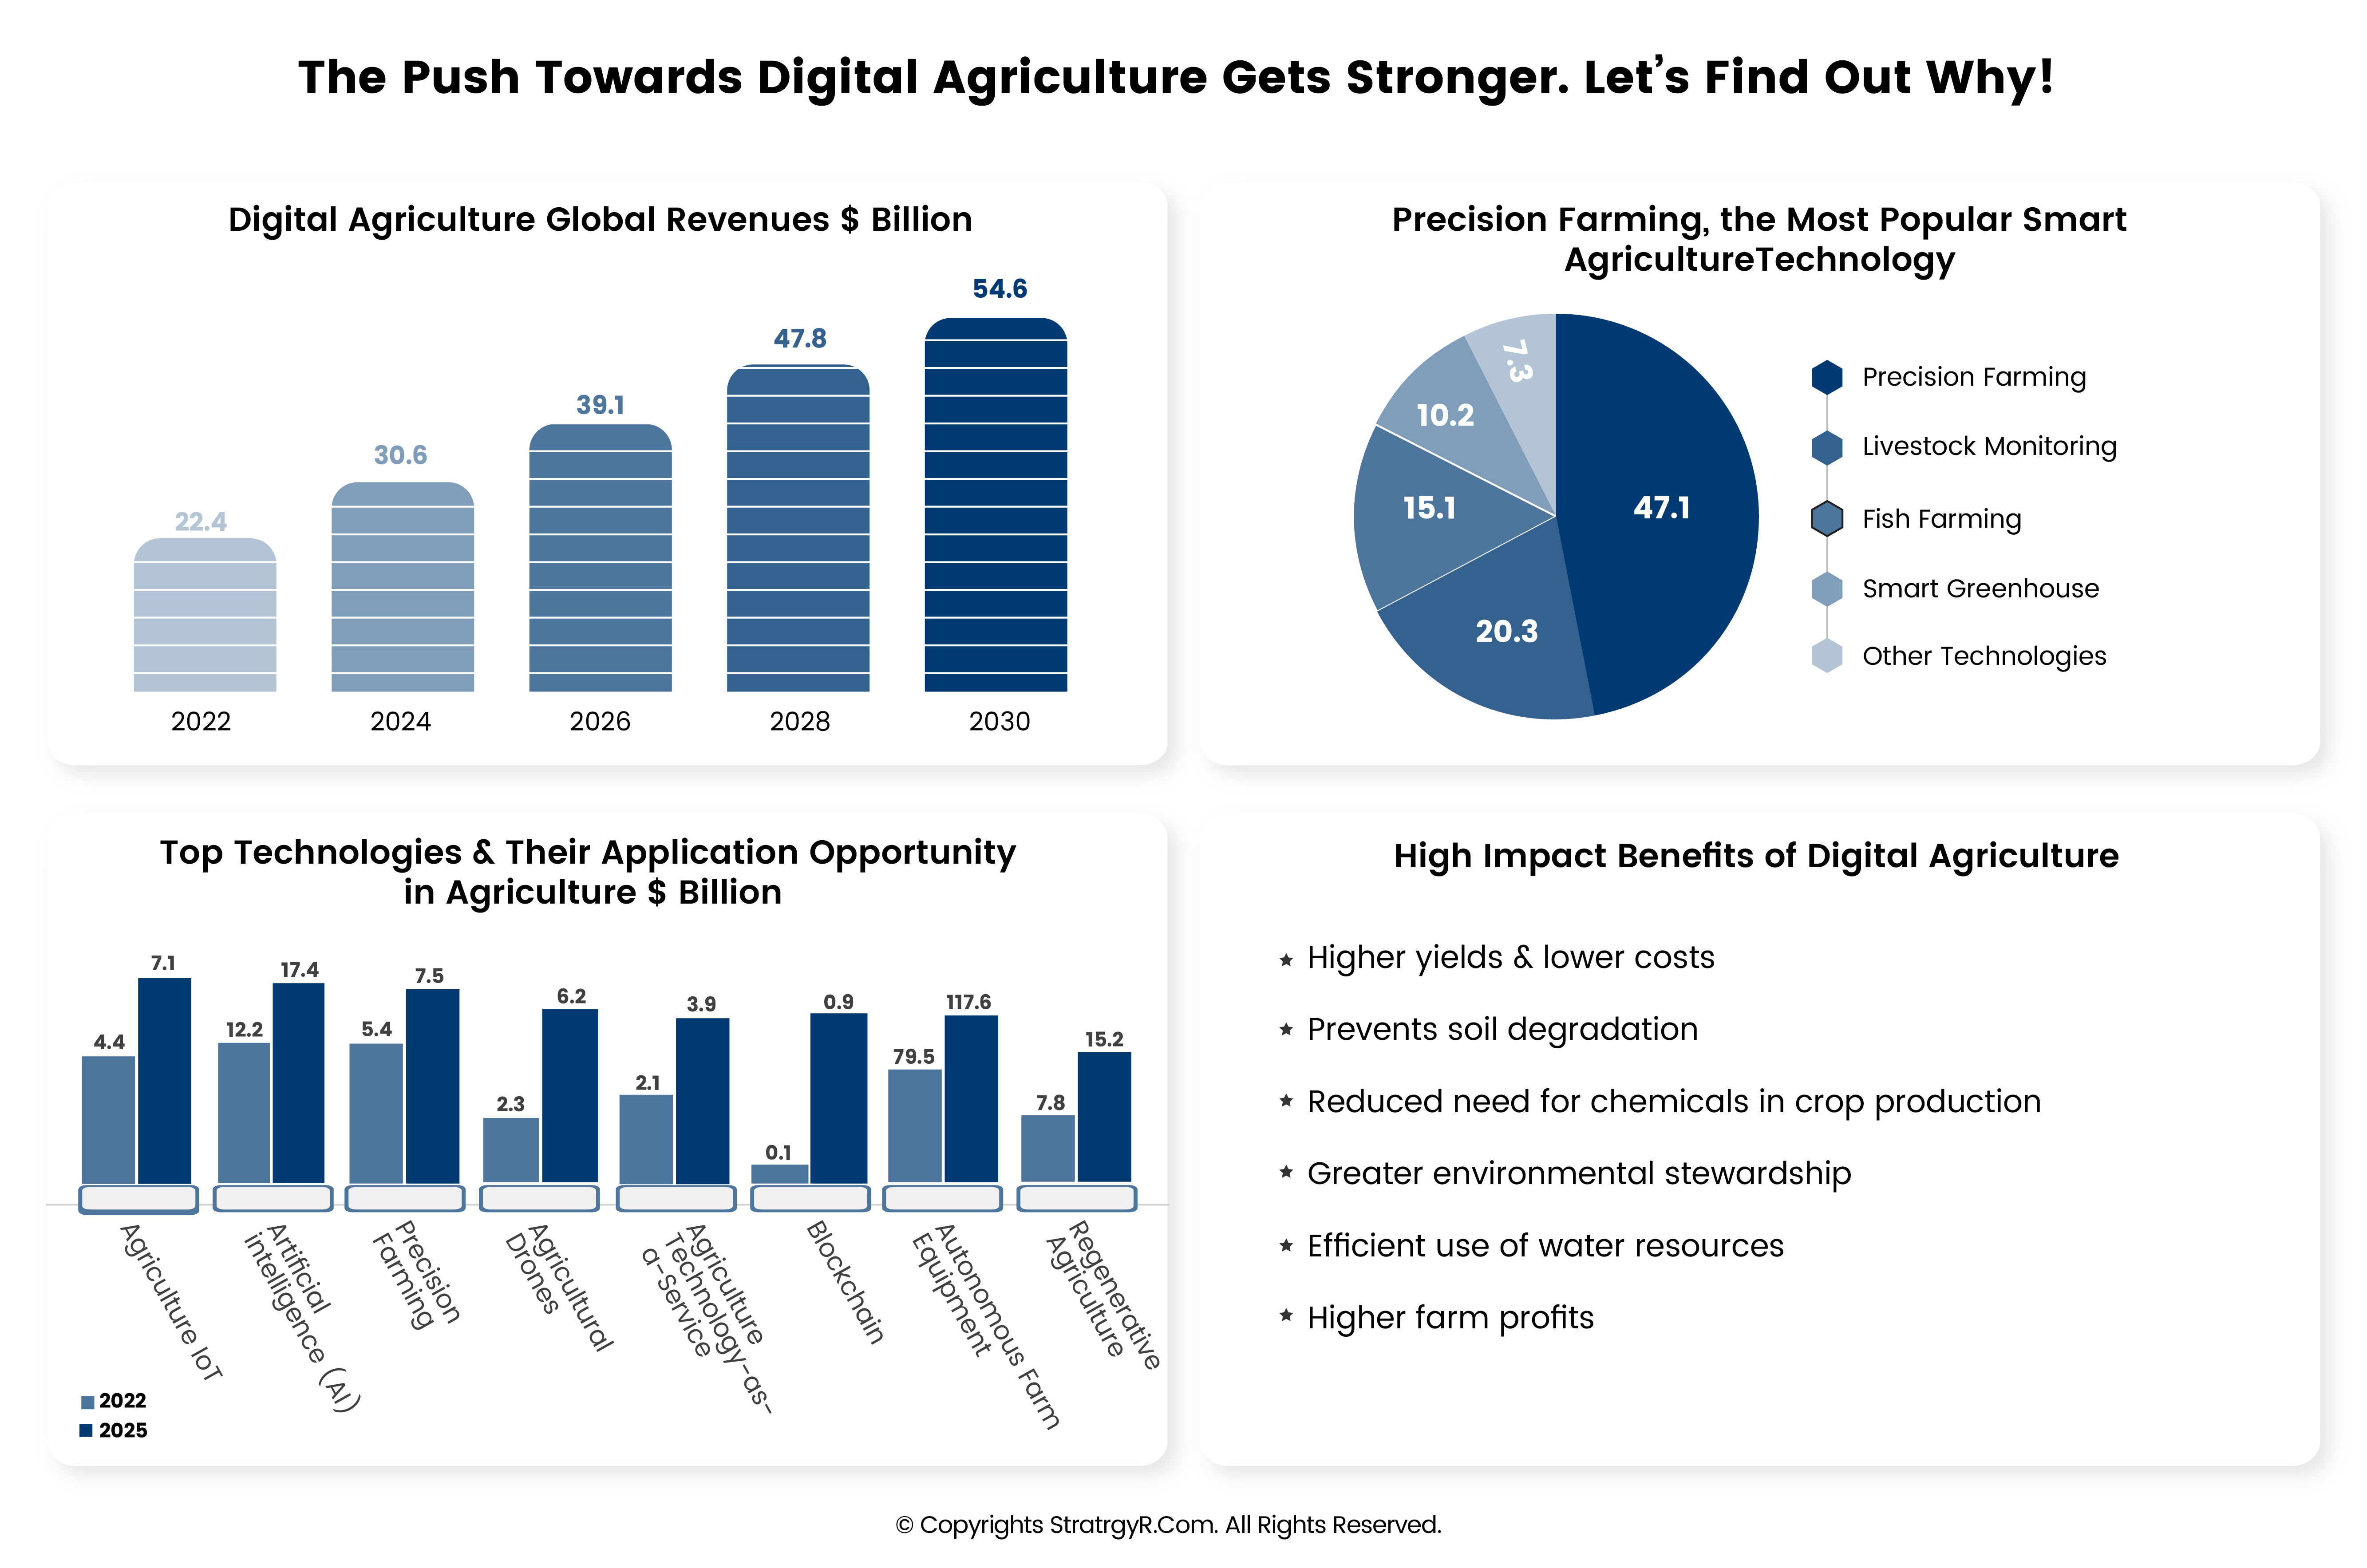 The Push Towards Digital Agriculture Gets Stronger. Let's Find Out Why!
Digital Agriculture Global Revenues $ Billion
22.4
30.6
39.1
47.8
54.6
2022
2024
2026
2028
2030
Precision Farming, the Most Popular Smart
AgricultureTechnology
47.1
20.3
15.1
10.2
7.3
Precision Farming
Livestock Monitoring
Fish Farming
Smart Greenhouse
Other Technologies
Top Technologies & Their Application Opportunity
in Agriculture $ Billion
4.4
7.1
12.2
17.4
5.4
7.5
2.3
6.2
2.1
3.9
0.1
0.9
79.5
117.6
7.8
15.2
Agriculture IoT
Artificial
intelligence (AI)
Precision
Farming
Agricultural
Drones
Agriculture
Technology-as-
a-Service
Blockchain
Autonomous Farm
Equipment
Regenerative
Agriculture
2022
2025
High Impact Benefits of Digital Agriculture
Higher yields & lower costs
Prevents soil degradation
Reduced need for chemicals in crop production
Greater environmental stewardship
Efficient use of water resources
Higher farm profits
© Copyrights StratrgyR.Com. All Rights Reserved.